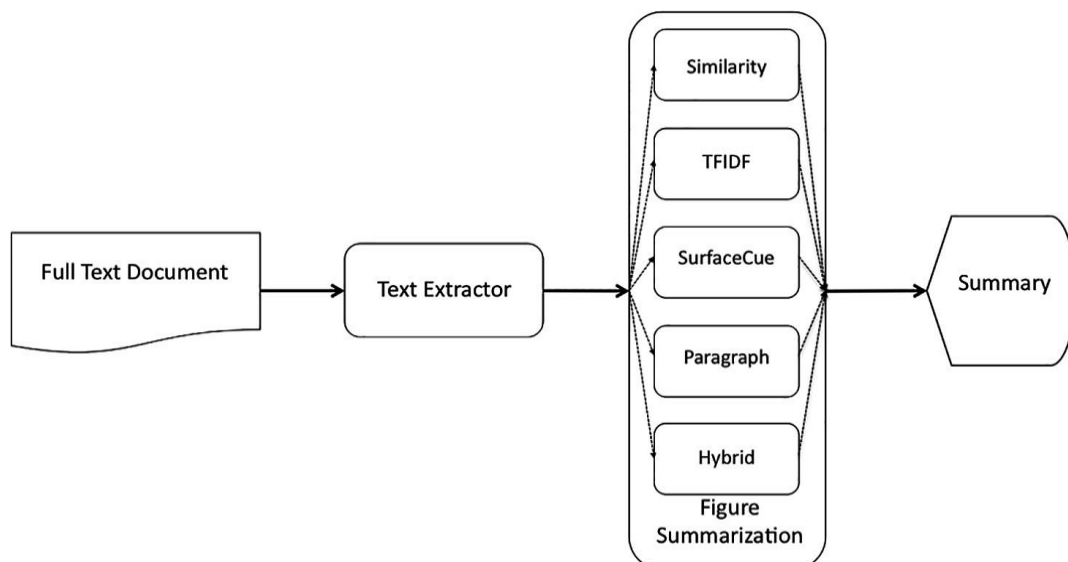 Full Text Document
Text Extractor
Similarity
TFIDF
SurfaceCue
Paragraph
Hybrid
Figure
Summarization
Summary